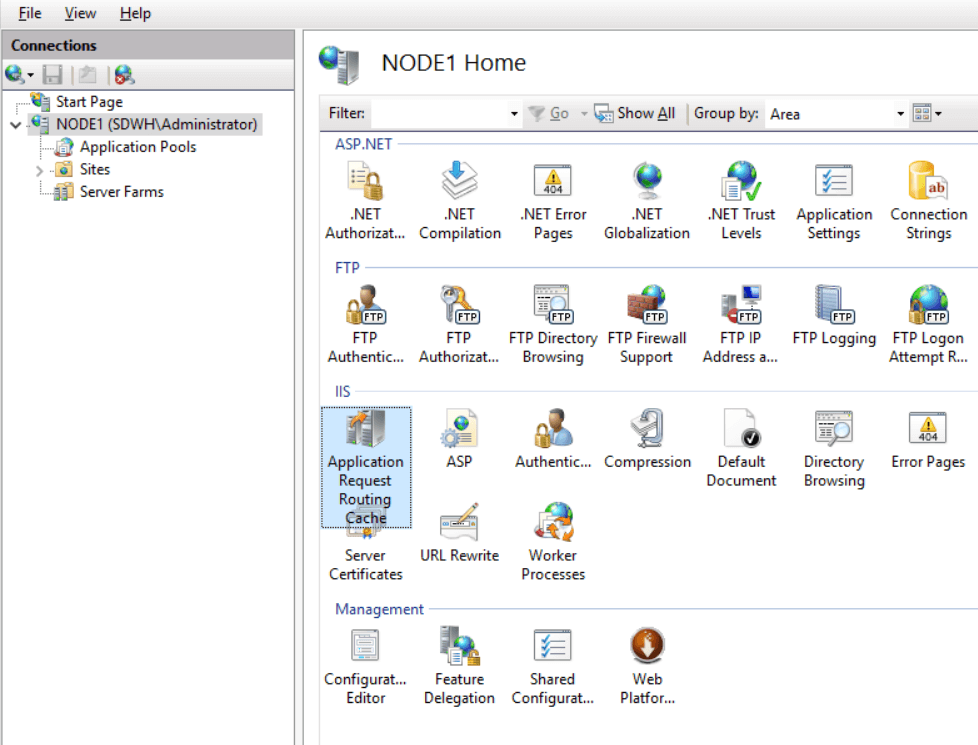 File View Help
Connections
Start Page
NODE1 (SDWH\Administrator)
Application Pools
Sites
Server Farms
NODE1 Home
Filter: Go Show All Group by: Area
ASP.NET
.NET Authorizat...
.NET Compilation
.NET Error Pages
.NET Globalization
.NET Trust Levels
Application Settings
Connection Strings
FTP
FTP Authentic...
FTP Authorizat...
FTP Directory Browsing
FTP Firewall Support
FTP IP Address a...
FTP Logging
FTP Logon Attempt R...
IIS
Application Request Routing Cache
ASP
Authentic...
Compression
Default Document
Directory Browsing
Error Pages
Server Certificates
URL Rewrite
Worker Processes
Management
Configurat... Editor
Feature Delegation
Shared Configurat...
Web Platfor...